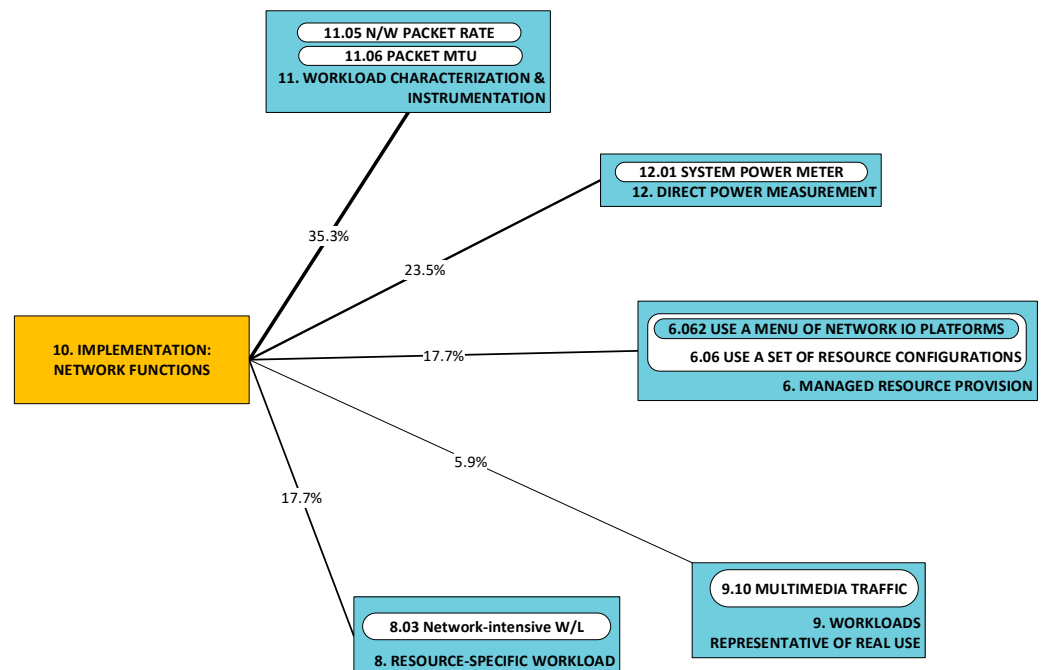 11.05 N/W PACKET RATE
11.06 PACKET MTU
11. WORKLOAD CHARACTERIZATION &
INSTRUMENTATION
12.01 SYSTEM POWER METER
12. DIRECT POWER MEASUREMENT
35.3%
23.5%
6.062 USE A MENU OF NETWORK IO PLATFORMS
6.06 USE A SET OF RESOURCE CONFIGURATIONS
6. MANAGED RESOURCE PROVISION
10. IMPLEMENTATION:
NETWORK FUNCTIONS
17.7%
5.9%
17.7%
9.10 MULTIMEDIA TRAFFIC
9. WORKLOADS
REPRESENTATIVE OF REAL USE
8.03 Network-intensive W/L
8. RESOURCE-SPECIFIC WORKLOAD